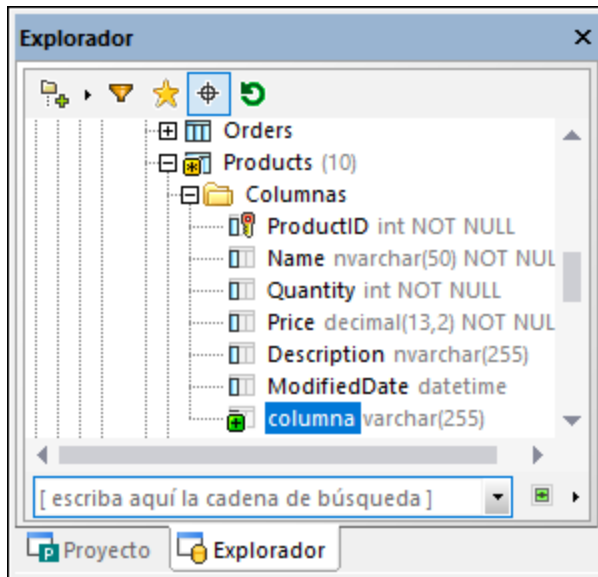 Explorador
Orders
Products (10)
Columnas
ProductID int NOT NULL
Name nvarchar(50) NOT NUL
Quantity int NOT NULL
Price decimal(13,2) NOT NUL
Description nvarchar(255)
ModifiedDate datetime
columna varchar(255)
[ escriba aquí la cadena de búsqueda ]
Proyecto Explorador